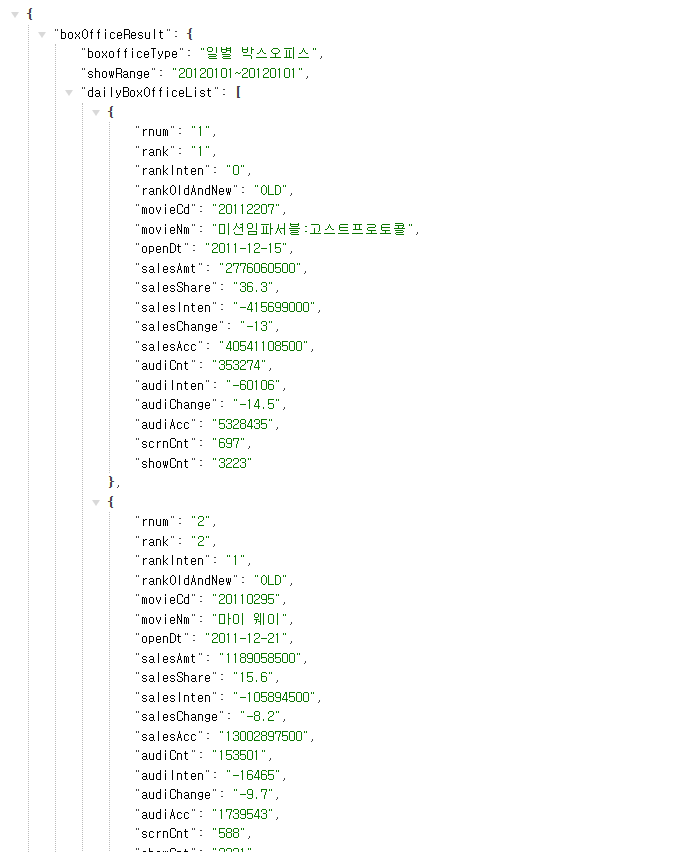 {
"boxOfficeResult": {
"boxofficeType": "일별 박스오피스",
"showRange": "20120101~20120101",
"dailyBoxOfficeList": [
{
"rnum": "1",
"rank": "1",
"rankInten": "0",
"rankOldAndNew": "OLD",
"movieCd": "20112207",
"movieNm": "미션임파서블:고스트프로토콜",
"openDt": "2011-12-15",
"salesAmt": "2776060500",
"salesShare": "36.3",
"salesInten": "-415699000",
"salesChange": "-13",
"salesAcc": "40541108500",
"audiCnt": "353274",
"audiInten": "-60106",
"audiChange": "-14.5",
"audiAcc": "5328435",
"scrnCnt": "697",
"showCnt": "3223"
},
{
"rnum": "2",
"rank": "2",
"rankInten": "1",
"rankOldAndNew": "OLD",
"movieCd": "20110295",
"movieNm": "마이 웨이",
"openDt": "2011-12-21",
"salesAmt": "1189058500",
"salesShare": "15.6",
"salesInten": "-105894500",
"salesChange": "-8.2",
"salesAcc": "13002897500",
"audiCnt": "153501",
"audiInten": "-16465",
"audiChange": "-9.7",
"audiAcc": "1739543",
"scrnCnt": "588",